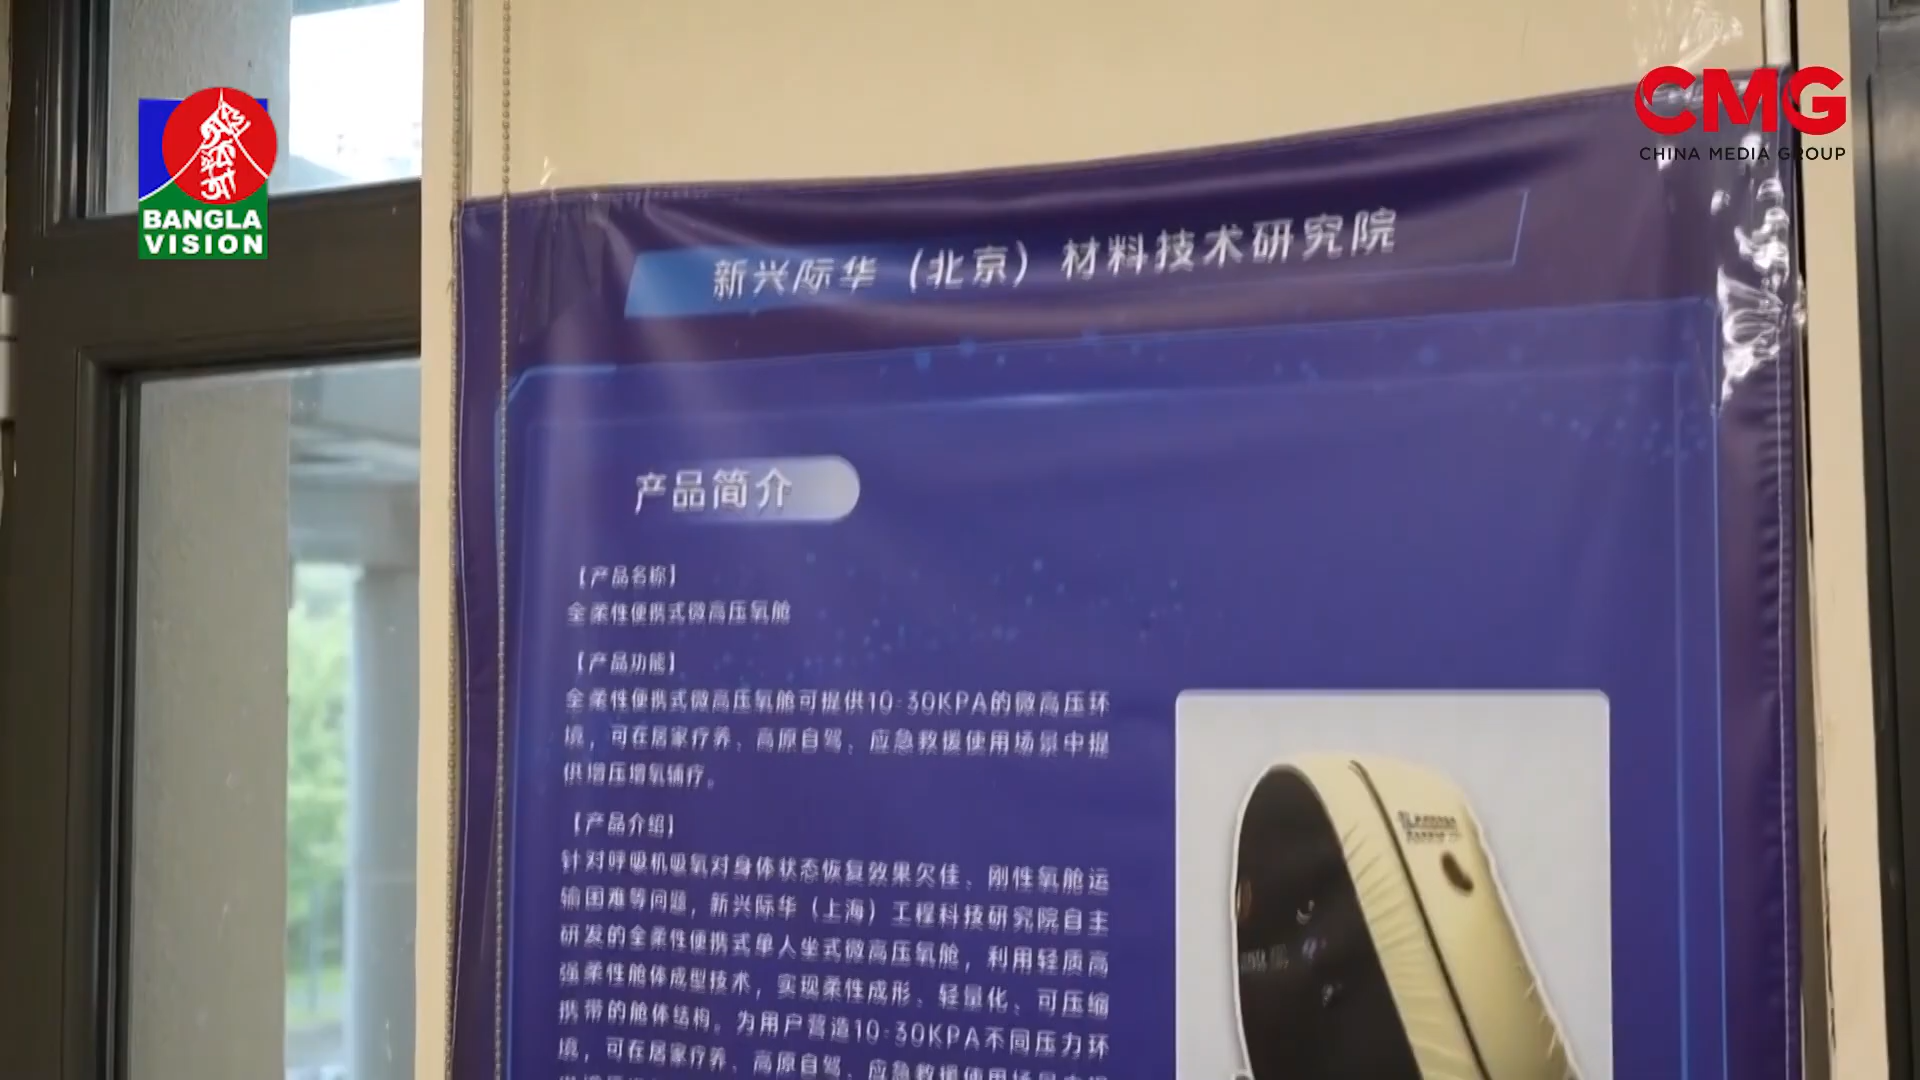 বাংলাভিশন
BANGLA
VISION
CMG
CHINA MEDIA GROUP
新兴际华（北京）材料技术研究院
产品简介
【产品名称】
全柔性便携式微高压氧舱
【产品功能】
全柔性便携式微高压氧舱可提供10-30KPA的微高压环
境，可在居家疗养、高原自驾、应急救援使用场景中提
供增压增氧辅疗。
【产品介绍】
针对呼吸机吸氧对身体状态恢复效果欠佳、刚性氧舱运
输困难等问题，新兴际华（上海）工程科技研究院自主
研发的全柔性便携式单人坐式微高压氧舱，利用轻质高
强柔性舱体成型技术，实现柔性成形、轻量化、可压缩
携带的舱体结构。为用户营造10-30KPA不同压力环
境，可在居家疗养、高原自驾、应急救援使用场景中提